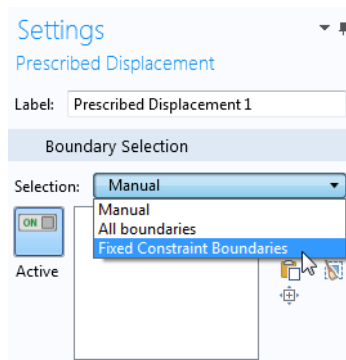 Settings
Prescribed Displacement
Label: Prescribed Displacement 1
Boundary Selection
Selection: Manual
Manual
All boundaries
Fixed Constraint Boundaries
ON
Active